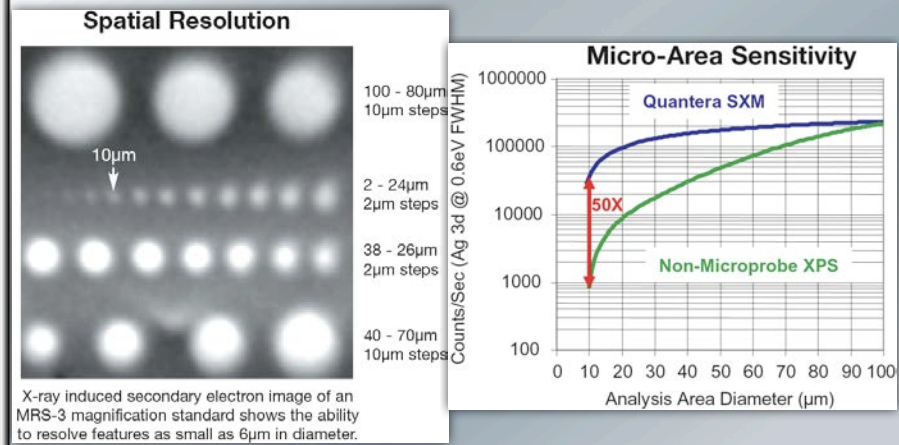 Spatial Resolution
100 - 80µm
10µm steps
10µm
2 - 24µm
2µm steps
38 - 26µm
2µm steps
40 - 70µm
10µm steps
X-ray induced secondary electron image of an
MRS-3 magnification standard shows the ability
to resolve features as small as 6µm in diameter.
Micro-Area Sensitivity
Counts/Sec (Ag 3d @ 0.6eV FWHM)
1000000
100000
10000
1000
100
Quantera SXM
50X
Non-Microprobe XPS
0 10 20 30 40 50 60 70 80 90 100
Analysis Area Diameter (µm)